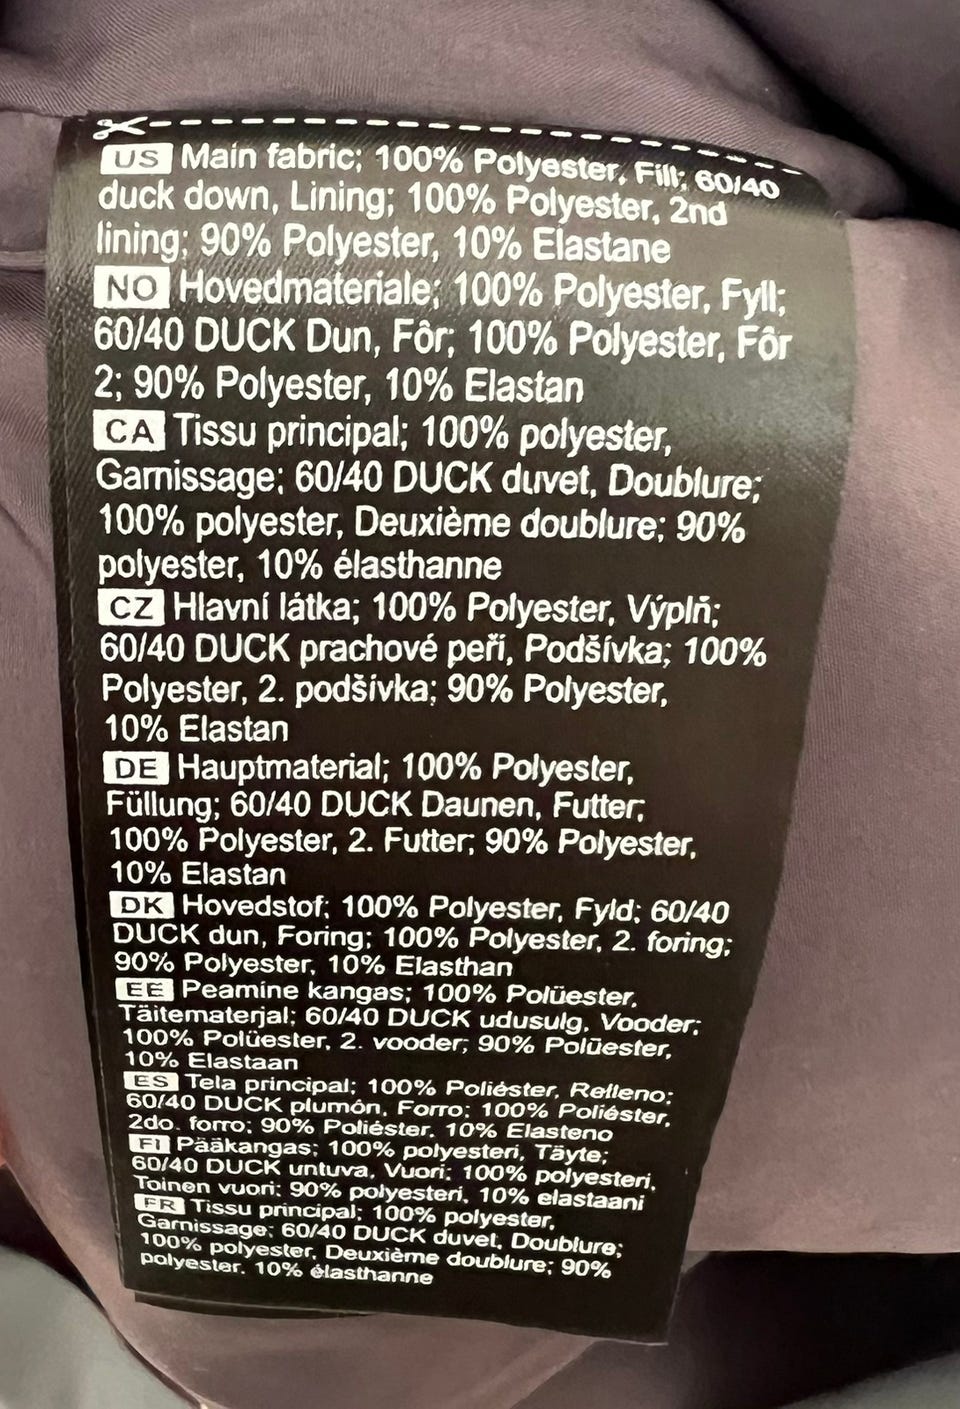 US Main fabric; 100% Polyester, Fill; 60/40
duck down, Lining; 100% Polyester, 2nd
lining; 90% Polyester, 10% Elastane
NO Hovedmateriale; 100% Polyester, Fyll;
60/40 DUCK Dun, Fôr; 100% Polyester, Fôr
2; 90% Polyester, 10% Elastan
CA Tissu principal; 100% polyester,
Garnissage; 60/40 DUCK duvet, Doublure;
100% polyester, Deuxième doublure; 90%
polyester, 10% élasthanne
CZ Hlavní látka; 100% Polyester, Výplň;
60/40 DUCK prachové peří, Podšívka; 100%
Polyester, 2. podšívka; 90% Polyester,
10% Elastan
DE Hauptmaterial; 100% Polyester,
Füllung; 60/40 DUCK Daunen, Futter;
100% Polyester, 2. Futter; 90% Polyester,
10% Elastan
DK Hovedstof; 100% Polyester, Fyld; 60/40
DUCK dun, Foring; 100% Polyester, 2. foring;
90% Polyester, 10% Elasthan
EE Peamine kangas; 100% Polüester,
Täitematerjal; 60/40 DUCK udusulg, Vooder;
100% Polüester, 2. vooder; 90% Polüester,
10% Elastaan
ES Tela principal; 100% Poliéster, Relleno;
60/40 DUCK plumón, Forro; 100% Poliéster,
2do. forro; 90% Poliéster, 10% Elasteno
FI Pääkangas; 100% polyesteri, Täyte;
60/40 DUCK untuva, Vuori; 100% polyesteri,
Toinen vuori; 90% polyesteri, 10% elastaani
FR Tissu principal; 100% polyester,
Garnissage; 60/40 DUCK duvet, Doublure;
100% polyester, Deuxième doublure; 90%
polyester, 10% élasthanne